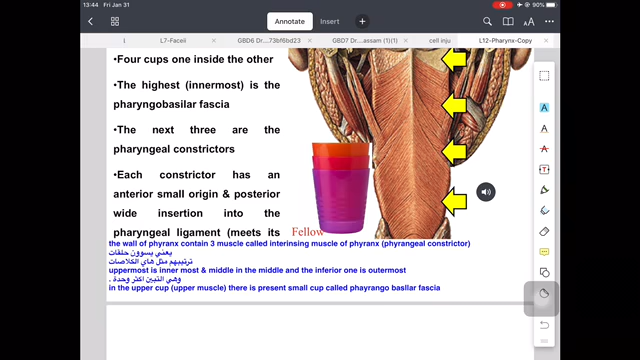 13:44 Fri Jan 31
90%
Annotate
Insert
L7-Faceii
GBD6 Dr....73bf6bd23
GBD7 Dr....assam (1)(1)
cell inju
L12-Pharynx-Copy
•Four cups one inside the other
•The highest (innermost) is the
pharyngobasilar fascia
•The next three are the
pharyngeal constrictors
•Each constrictor has an
anterior small origin & posterior
wide insertion into the
pharyngeal ligament (meets its
Fellow
the wall of phyranx contain 3 muscle called interinsing muscle of phyranx (phyrangeal constrictor)
يعني يسوون حلقات
ترتيبهم مثل هاي الكلاصات
uppermost is inner most & middle in the middle and the inferior one is outermost
وهي التبين اكثر وحدة .
in the upper cup (upper muscle) there is present small cup called phayrango basllar fascia